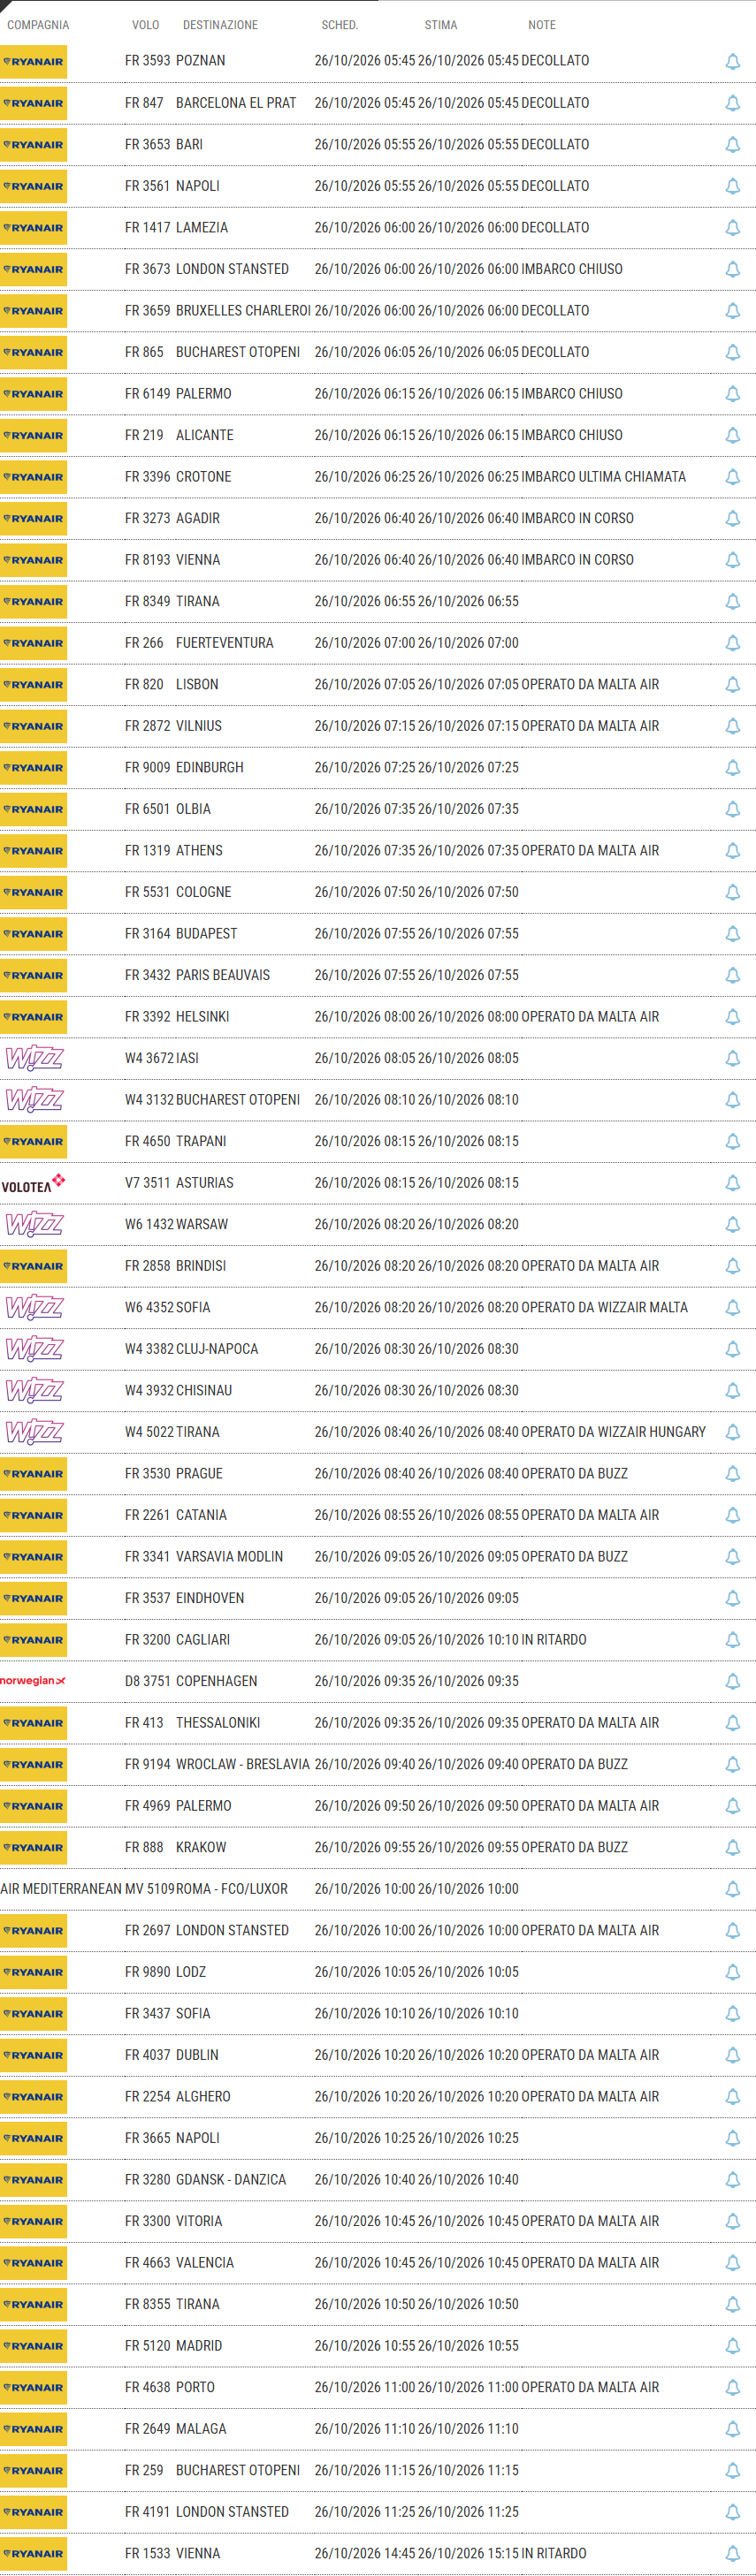 COMPAGNIA VOLO DESTINAZIONE SCHED. STIMA NOTE
RYANAIR FR 3593 POZNAN 26/10/2026 05:45 26/10/2026 05:45 DECOLLATO
RYANAIR FR 847 BARCELONA EL PRAT 26/10/2026 05:45 26/10/2026 05:45 DECOLLATO
RYANAIR FR 3653 BARI 26/10/2026 05:55 26/10/2026 05:55 DECOLLATO
RYANAIR FR 3561 NAPOLI 26/10/2026 05:55 26/10/2026 05:55 DECOLLATO
RYANAIR FR 1417 LAMEZIA 26/10/2026 06:00 26/10/2026 06:00 DECOLLATO
RYANAIR FR 3673 LONDON STANSTED 26/10/2026 06:00 26/10/2026 06:00 IMBARCO CHIUSO
RYANAIR FR 3659 BRUXELLES CHARLEROI 26/10/2026 06:00 26/10/2026 06:00 DECOLLATO
RYANAIR FR 865 BUCHAREST OTOPENI 26/10/2026 06:05 26/10/2026 06:05 DECOLLATO
RYANAIR FR 6149 PALERMO 26/10/2026 06:15 26/10/2026 06:15 IMBARCO CHIUSO
RYANAIR FR 219 ALICANTE 26/10/2026 06:15 26/10/2026 06:15 IMBARCO CHIUSO
RYANAIR FR 3396 CROTONE 26/10/2026 06:25 26/10/2026 06:25 IMBARCO ULTIMA CHIAMATA
RYANAIR FR 3273 AGADIR 26/10/2026 06:40 26/10/2026 06:40 IMBARCO IN CORSO
RYANAIR FR 8193 VIENNA 26/10/2026 06:40 26/10/2026 06:40 IMBARCO IN CORSO
RYANAIR FR 8349 TIRANA 26/10/2026 06:55 26/10/2026 06:55
RYANAIR FR 266 FUERTEVENTURA 26/10/2026 07:00 26/10/2026 07:00
RYANAIR FR 820 LISBON 26/10/2026 07:05 26/10/2026 07:05 OPERATO DA MALTA AIR
RYANAIR FR 2872 VILNIUS 26/10/2026 07:15 26/10/2026 07:15 OPERATO DA MALTA AIR
RYANAIR FR 9009 EDINBURGH 26/10/2026 07:25 26/10/2026 07:25
RYANAIR FR 6501 OLBIA 26/10/2026 07:35 26/10/2026 07:35
RYANAIR FR 1319 ATHENS 26/10/2026 07:35 26/10/2026 07:35 OPERATO DA MALTA AIR
RYANAIR FR 5531 COLOGNE 26/10/2026 07:50 26/10/2026 07:50
RYANAIR FR 3164 BUDAPEST 26/10/2026 07:55 26/10/2026 07:55
RYANAIR FR 3432 PARIS BEAUVAIS 26/10/2026 07:55 26/10/2026 07:55
RYANAIR FR 3392 HELSINKI 26/10/2026 08:00 26/10/2026 08:00 OPERATO DA MALTA AIR
WIZZ W4 3672 IASI 26/10/2026 08:05 26/10/2026 08:05
WIZZ W4 3132 BUCHAREST OTOPENI 26/10/2026 08:10 26/10/2026 08:10
RYANAIR FR 4650 TRAPANI 26/10/2026 08:15 26/10/2026 08:15
VOLOTEA V7 3511 ASTURIAS 26/10/2026 08:15 26/10/2026 08:15
WIZZ W6 1432 WARSAW 26/10/2026 08:20 26/10/2026 08:20
RYANAIR FR 2858 BRINDISI 26/10/2026 08:20 26/10/2026 08:20 OPERATO DA MALTA AIR
WIZZ W6 4352 SOFIA 26/10/2026 08:20 26/10/2026 08:20 OPERATO DA WIZZAIR MALTA
WIZZ W4 3382 CLUJ-NAPOCA 26/10/2026 08:30 26/10/2026 08:30
WIZZ W4 3932 CHISINAU 26/10/2026 08:30 26/10/2026 08:30
WIZZ W4 5022 TIRANA 26/10/2026 08:40 26/10/2026 08:40 OPERATO DA WIZZAIR HUNGARY
RYANAIR FR 3530 PRAGUE 26/10/2026 08:40 26/10/2026 08:40 OPERATO DA BUZZ
RYANAIR FR 2261 CATANIA 26/10/2026 08:55 26/10/2026 08:55 OPERATO DA MALTA AIR
RYANAIR FR 3341 VARSAVIA MODLIN 26/10/2026 09:05 26/10/2026 09:05 OPERATO DA BUZZ
RYANAIR FR 3537 EINDHOVEN 26/10/2026 09:05 26/10/2026 09:05
RYANAIR FR 3200 CAGLIARI 26/10/2026 09:05 26/10/2026 10:10 IN RITARDO
norwegian D8 3751 COPENHAGEN 26/10/2026 09:35 26/10/2026 09:35
RYANAIR FR 413 THESSALONIKI 26/10/2026 09:35 26/10/2026 09:35 OPERATO DA MALTA AIR
RYANAIR FR 9194 WROCLAW - BRESLAVIA 26/10/2026 09:40 26/10/2026 09:40 OPERATO DA BUZZ
RYANAIR FR 4969 PALERMO 26/10/2026 09:50 26/10/2026 09:50 OPERATO DA MALTA AIR
RYANAIR FR 888 KRAKOW 26/10/2026 09:55 26/10/2026 09:55 OPERATO DA BUZZ
AIR MEDITERRANEAN MV 5109 ROMA - FCO/LUXOR 26/10/2026 10:00 26/10/2026 10:00
RYANAIR FR 2697 LONDON STANSTED 26/10/2026 10:00 26/10/2026 10:00 OPERATO DA MALTA AIR
RYANAIR FR 9890 LODZ 26/10/2026 10:05 26/10/2026 10:05
RYANAIR FR 3437 SOFIA 26/10/2026 10:10 26/10/2026 10:10
RYANAIR FR 4037 DUBLIN 26/10/2026 10:20 26/10/2026 10:20 OPERATO DA MALTA AIR
RYANAIR FR 2254 ALGHERO 26/10/2026 10:20 26/10/2026 10:20 OPERATO DA MALTA AIR
RYANAIR FR 3665 NAPOLI 26/10/2026 10:25 26/10/2026 10:25
RYANAIR FR 3280 GDANSK - DANZICA 26/10/2026 10:40 26/10/2026 10:40
RYANAIR FR 3300 VITORIA 26/10/2026 10:45 26/10/2026 10:45 OPERATO DA MALTA AIR
RYANAIR FR 4663 VALENCIA 26/10/2026 10:45 26/10/2026 10:45 OPERATO DA MALTA AIR
RYANAIR FR 8355 TIRANA 26/10/2026 10:50 26/10/2026 10:50
RYANAIR FR 5120 MADRID 26/10/2026 10:55 26/10/2026 10:55
RYANAIR FR 4638 PORTO 26/10/2026 11:00 26/10/2026 11:00 OPERATO DA MALTA AIR
RYANAIR FR 2649 MALAGA 26/10/2026 11:10 26/10/2026 11:10
RYANAIR FR 259 BUCHAREST OTOPENI 26/10/2026 11:15 26/10/2026 11:15
RYANAIR FR 4191 LONDON STANSTED 26/10/2026 11:25 26/10/2026 11:25
RYANAIR FR 1533 VIENNA 26/10/2026 14:45 26/10/2026 15:15 IN RITARDO